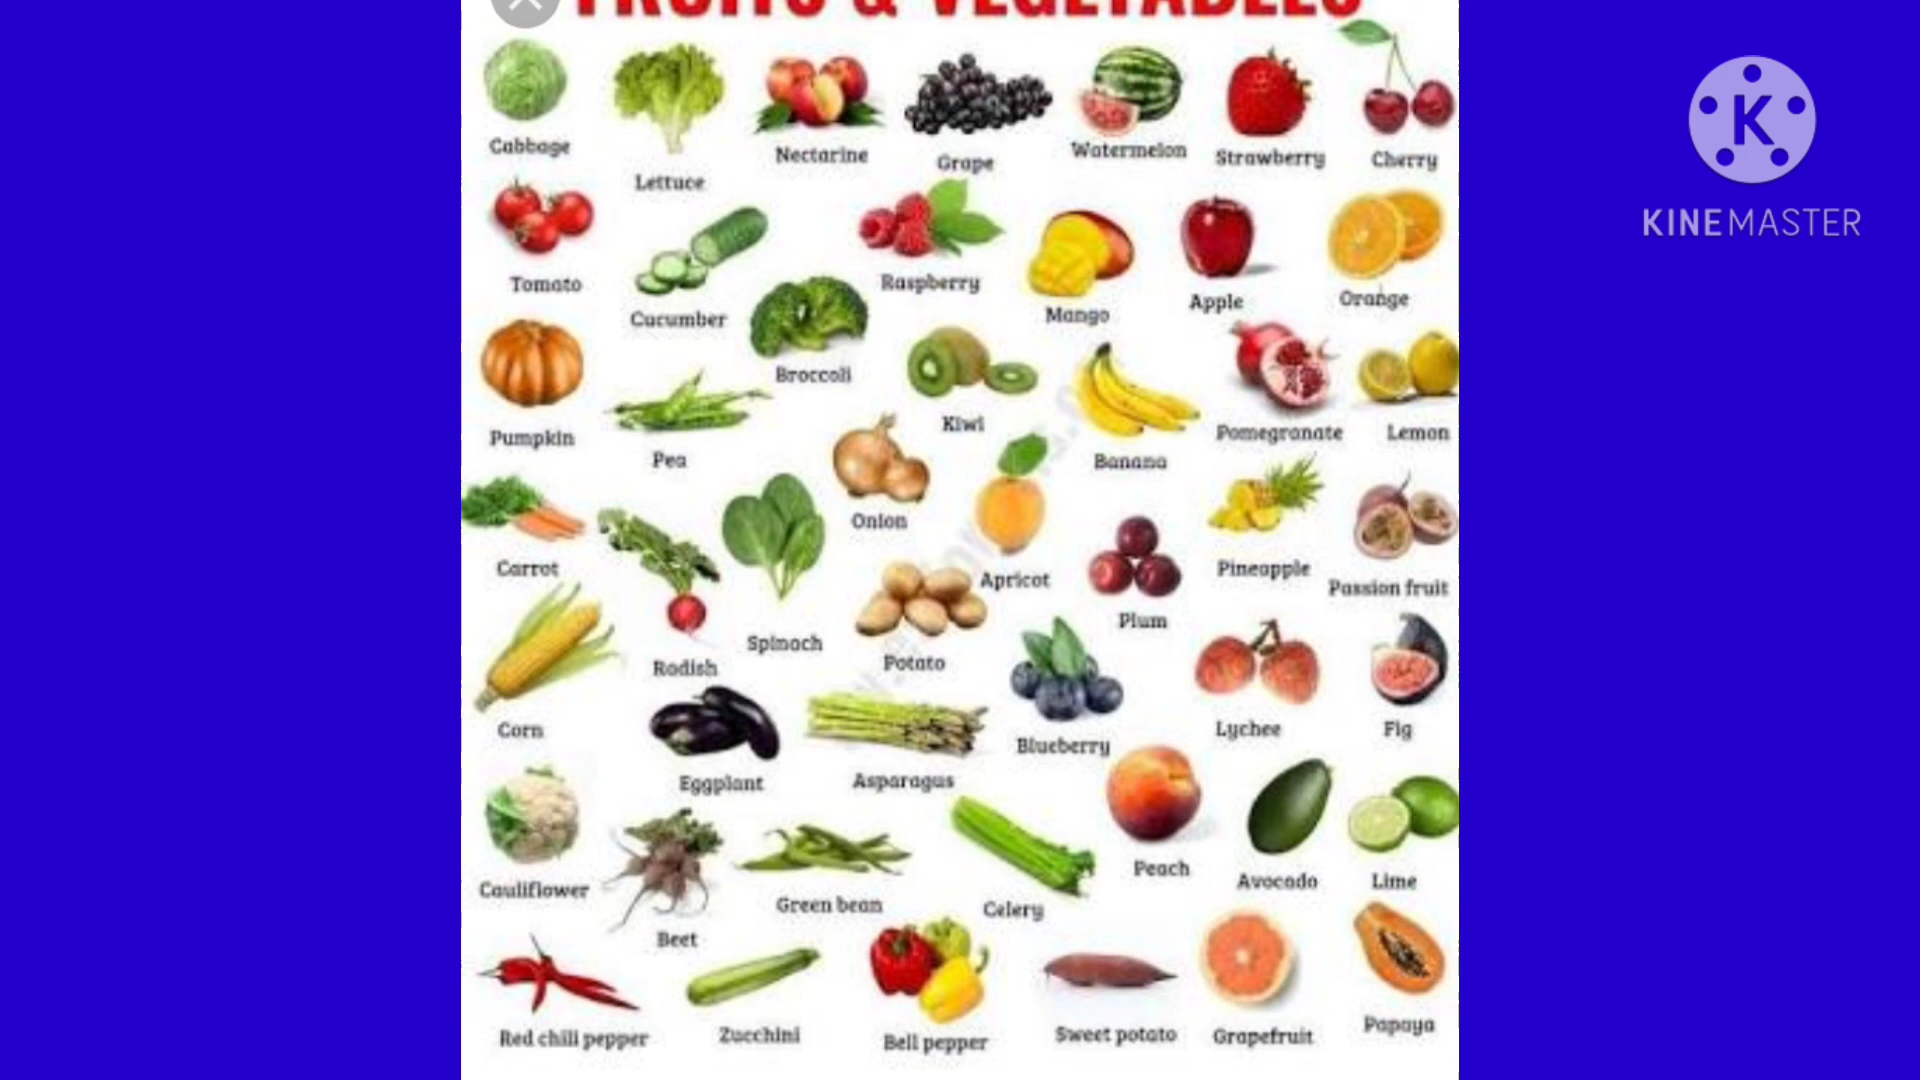 FRUITS & VEGETABLES
Cabbage
Lettuce
Nectarine
Grape
Watermelon
Strawberry
Cherry
Tomato
Cucumber
Raspberry
Mango
Apple
Orange
Pumpkin
Pea
Broccoli
Kiwi
Banana
Pomegranate
Lemon
Carrot
Radish
Spinach
Onion
Apricot
Plum
Pineapple
Passion fruit
Corn
Eggplant
Potato
Asparagus
Blueberry
Lychee
Fig
Cauliflower
Beet
Green bean
Celery
Peach
Avocado
Lime
Red chili pepper
Zucchini
Bell pepper
Sweet potato
Grapefruit
Papaya
K
KINEMASTER